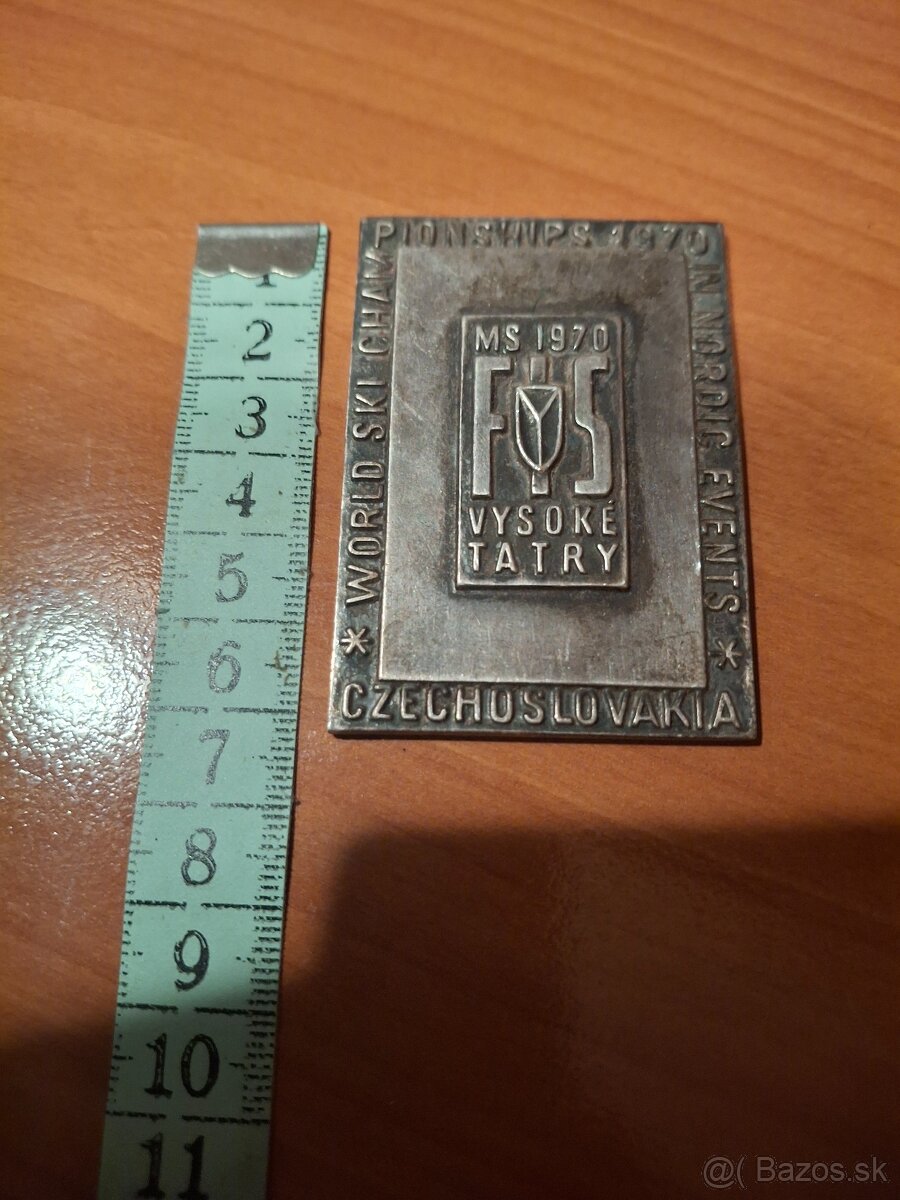 * WORLD SKI CHAMPIONSHIPS 1970 IN NORDIC EVENTS *
CZECHOSLOVAKIA
MS 1970
FIS
VYSOKÉ
TATRY
1
2
3
4
5
6
7
8
9
10
11
@( Bazos.sk